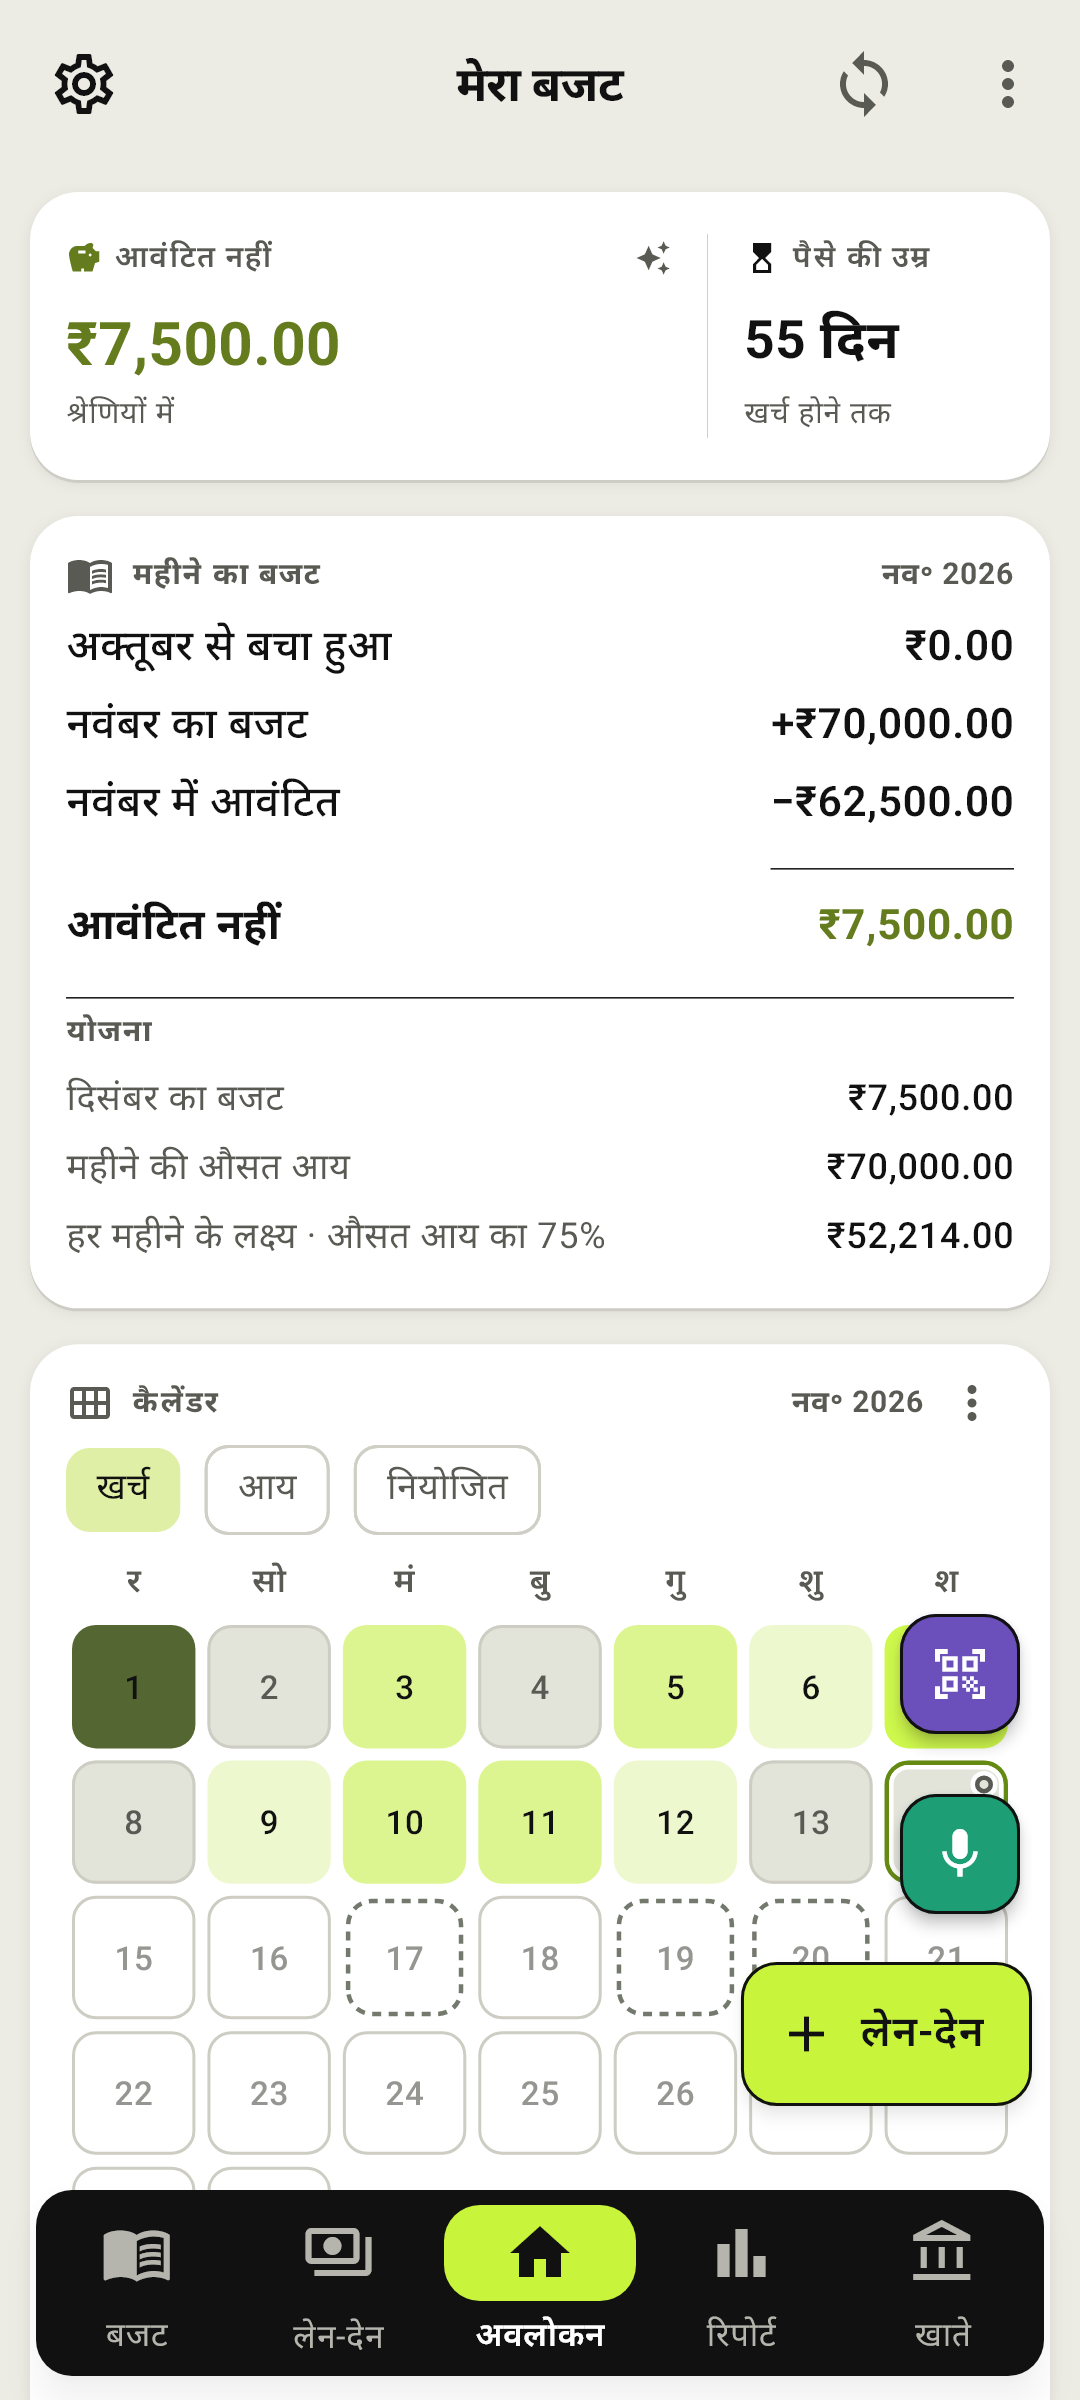 मेरा बजट
आवंटित नहीं
₹7,500.00
श्रेणियों में
पैसे की उम्र
55 दिन
खर्च होने तक
महीने का बजट नव॰ 2026
अक्तूबर से बचा हुआ ₹0.00
नवंबर का बजट +₹70,000.00
नवंबर में आवंटित −₹62,500.00
आवंटित नहीं ₹7,500.00
योजना
दिसंबर का बजट ₹7,500.00
महीने की औसत आय ₹70,000.00
हर महीने के लक्ष्य · औसत आय का 75% ₹52,214.00
कैलेंडर नव॰ 2026
खर्च आय नियोजित
र सो मं बु गु शु श
1 2 3 4 5 6
8 9 10 11 12 13
15 16 17 18 19 20 21
22 23 24 25 26
+ लेन-देन
बजट लेन-देन अवलोकन रिपोर्ट खाते